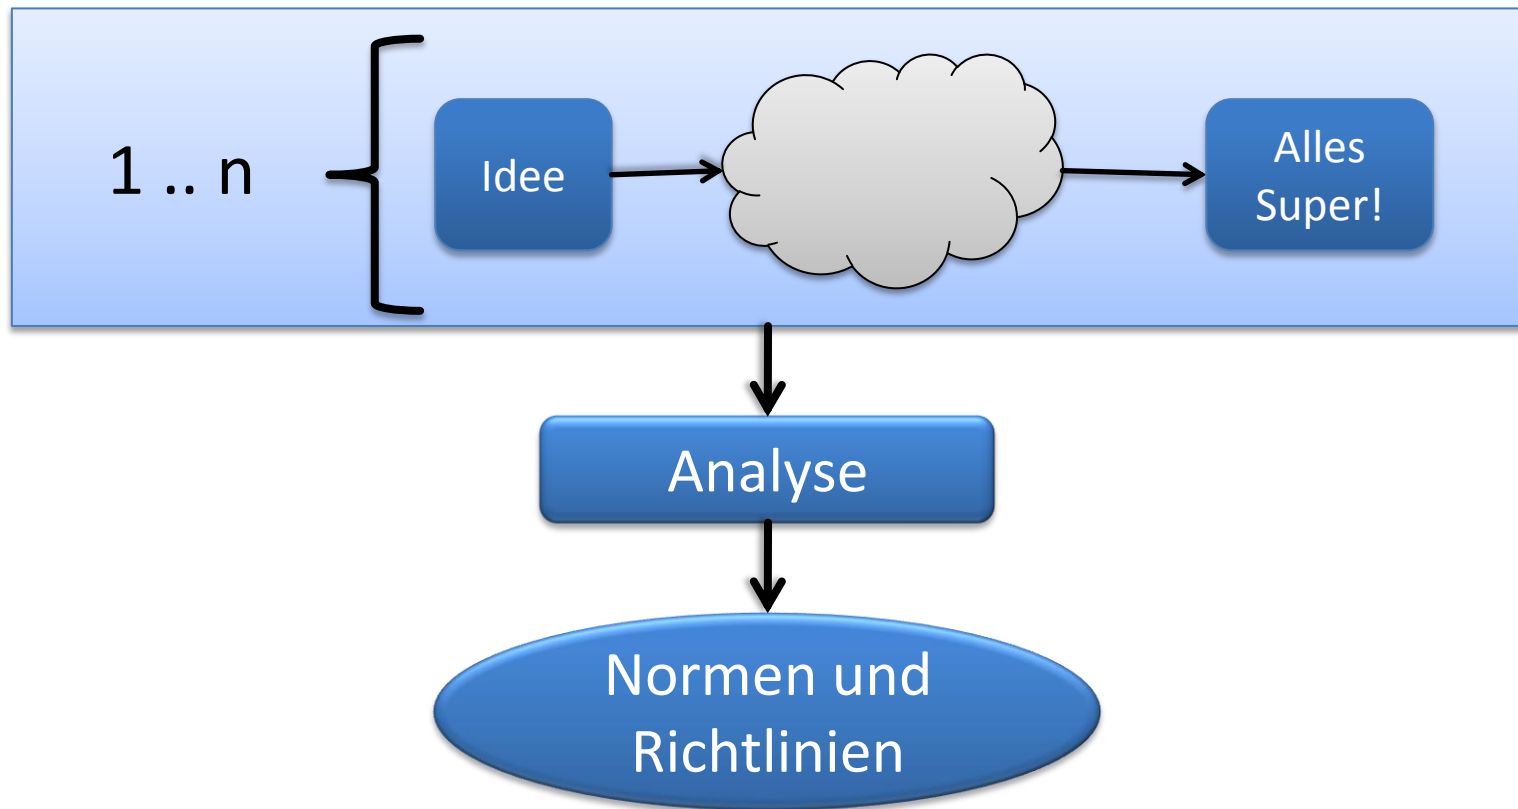 1 .. n
Idee
Alles
Super!
Analyse
Normen und
Richtlinien